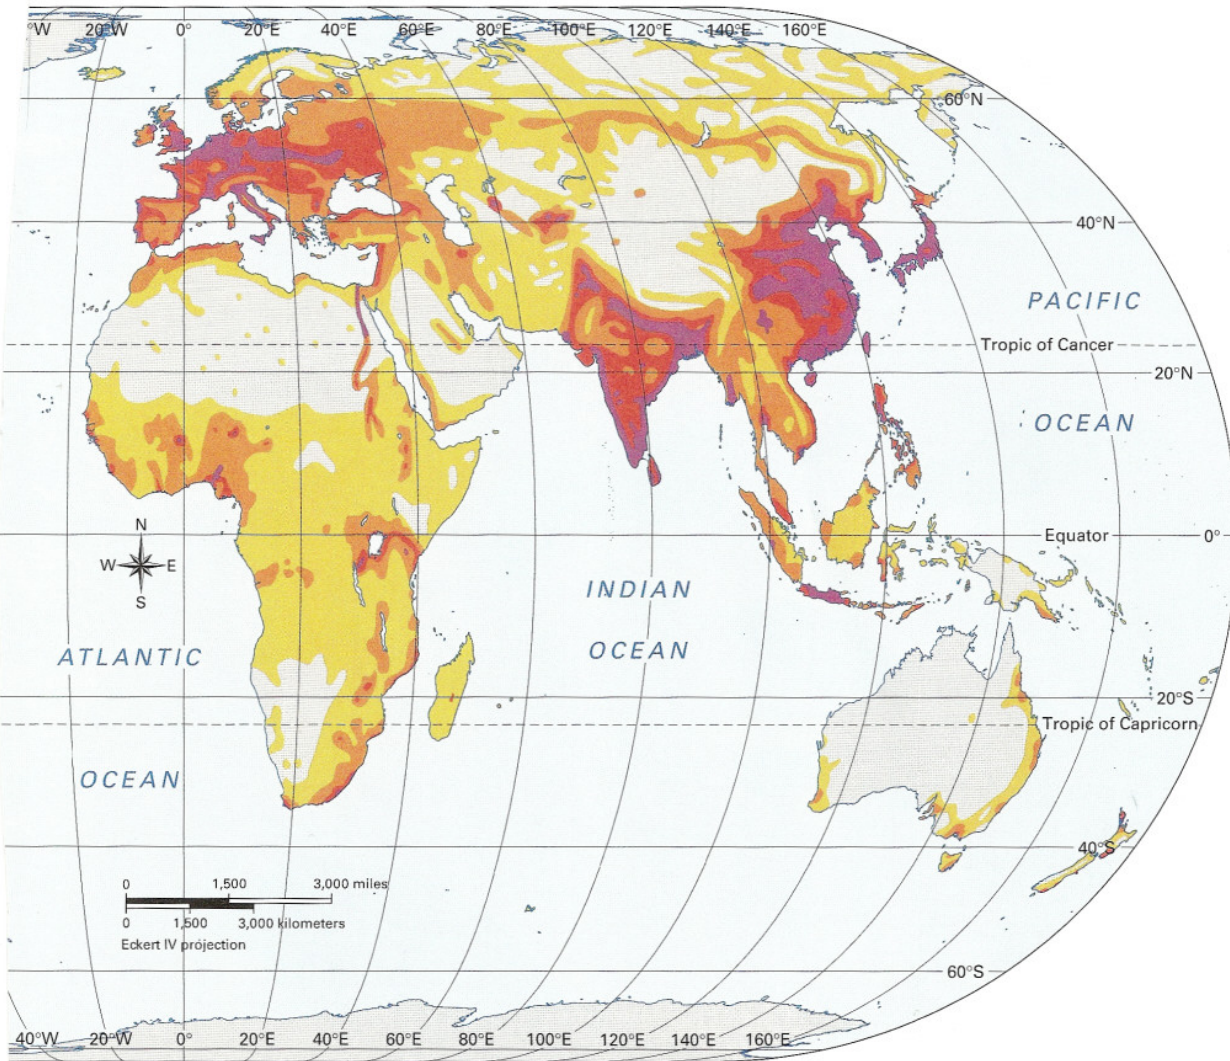 °W 20°W 0° 20°E 40°E 60°E 80°E 100°E 120°E 140°E 160°E
60°N
40°N
PACIFIC
Tropic of Cancer
20°N
OCEAN
N
Equator 0°
W E
S
INDIAN
OCEAN
ATLANTIC
20°S
Tropic of Capricorn
OCEAN
40°S
0 1,500 3,000 miles
0 1,500 3,000 kilometers
Eckert IV projection
60°S
40°W 20°W 0° 20°E 40°E 60°E 80°E 100°E 120°E 140°E 160°E